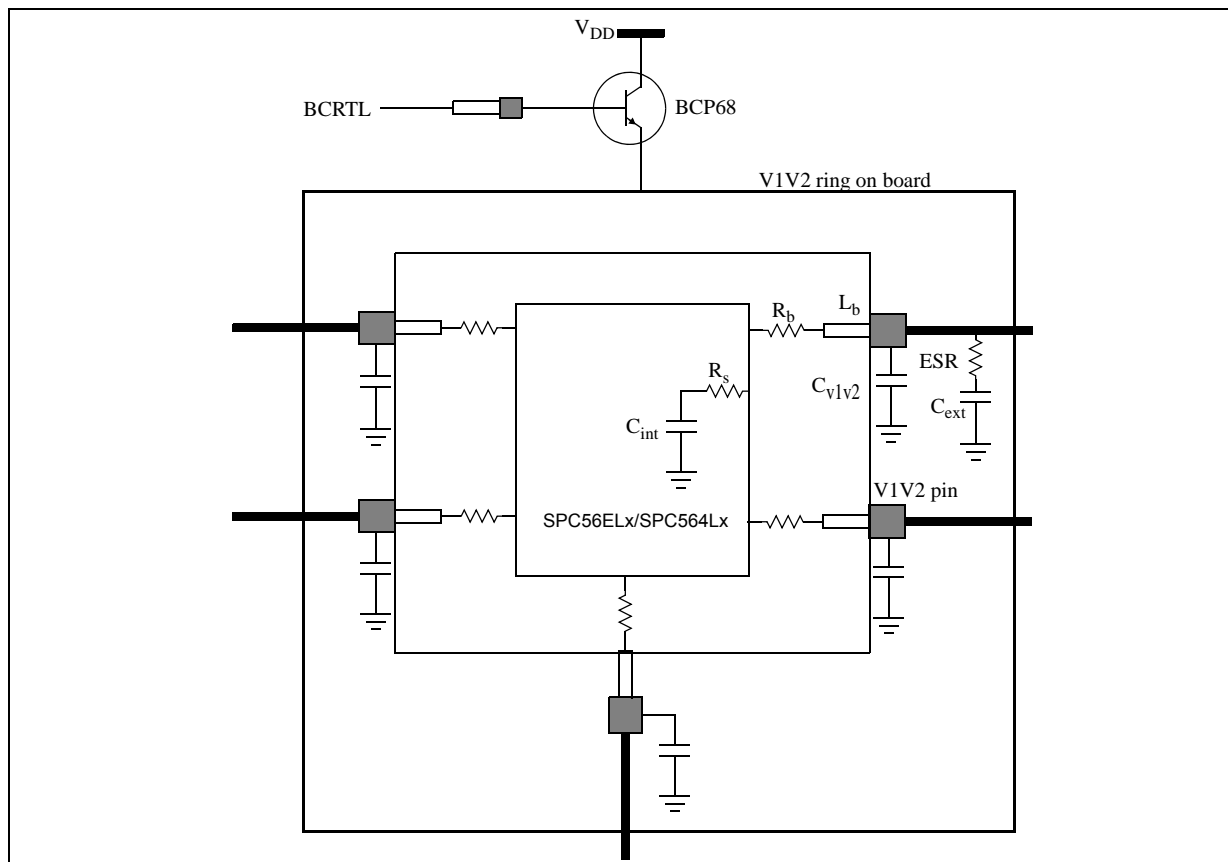 VDD
BCRTL
BCP68
V1V2 ring on board
Rb
Lb
Rs
ESR
Cv1v2
Cext
Cint
V1V2 pin
SPC56ELx/SPC564Lx